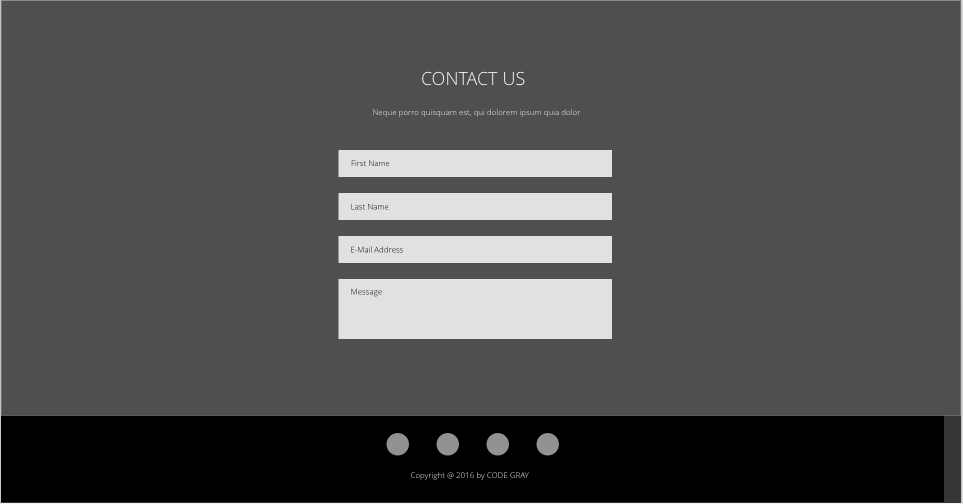 CONTACT US
Neque porro quisquam est, qui dolorem ipsum quia dolor
First Name
Last Name
E-Mail Address
Message
Copyright @ 2016 by CODE GRAY